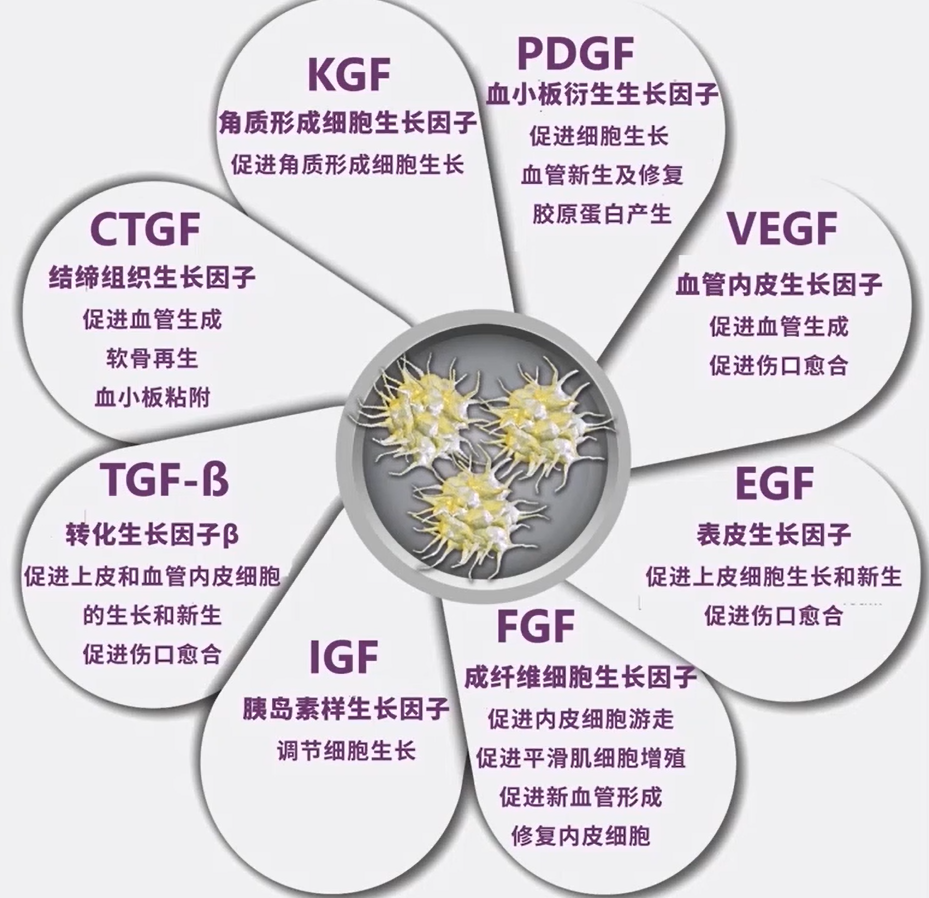 KGF
角质形成细胞生长因子
促进角质形成细胞生长
PDGF
血小板衍生生长因子
促进细胞生长
血管新生及修复
胶原蛋白产生
VEGF
血管内皮生长因子
促进血管生成
促进伤口愈合
EGF
表皮生长因子
促进上皮细胞生长和新生
促进伤口愈合
FGF
成纤维细胞生长因子
促进内皮细胞游走
促进平滑肌细胞增殖
促进新血管形成
修复内皮细胞
IGF
胰岛素样生长因子
调节细胞生长
TGF-ß
转化生长因子β
促进上皮和血管内皮细胞
的生长和新生
促进伤口愈合
CTGF
结缔组织生长因子
促进血管生成
软骨再生
血小板粘附